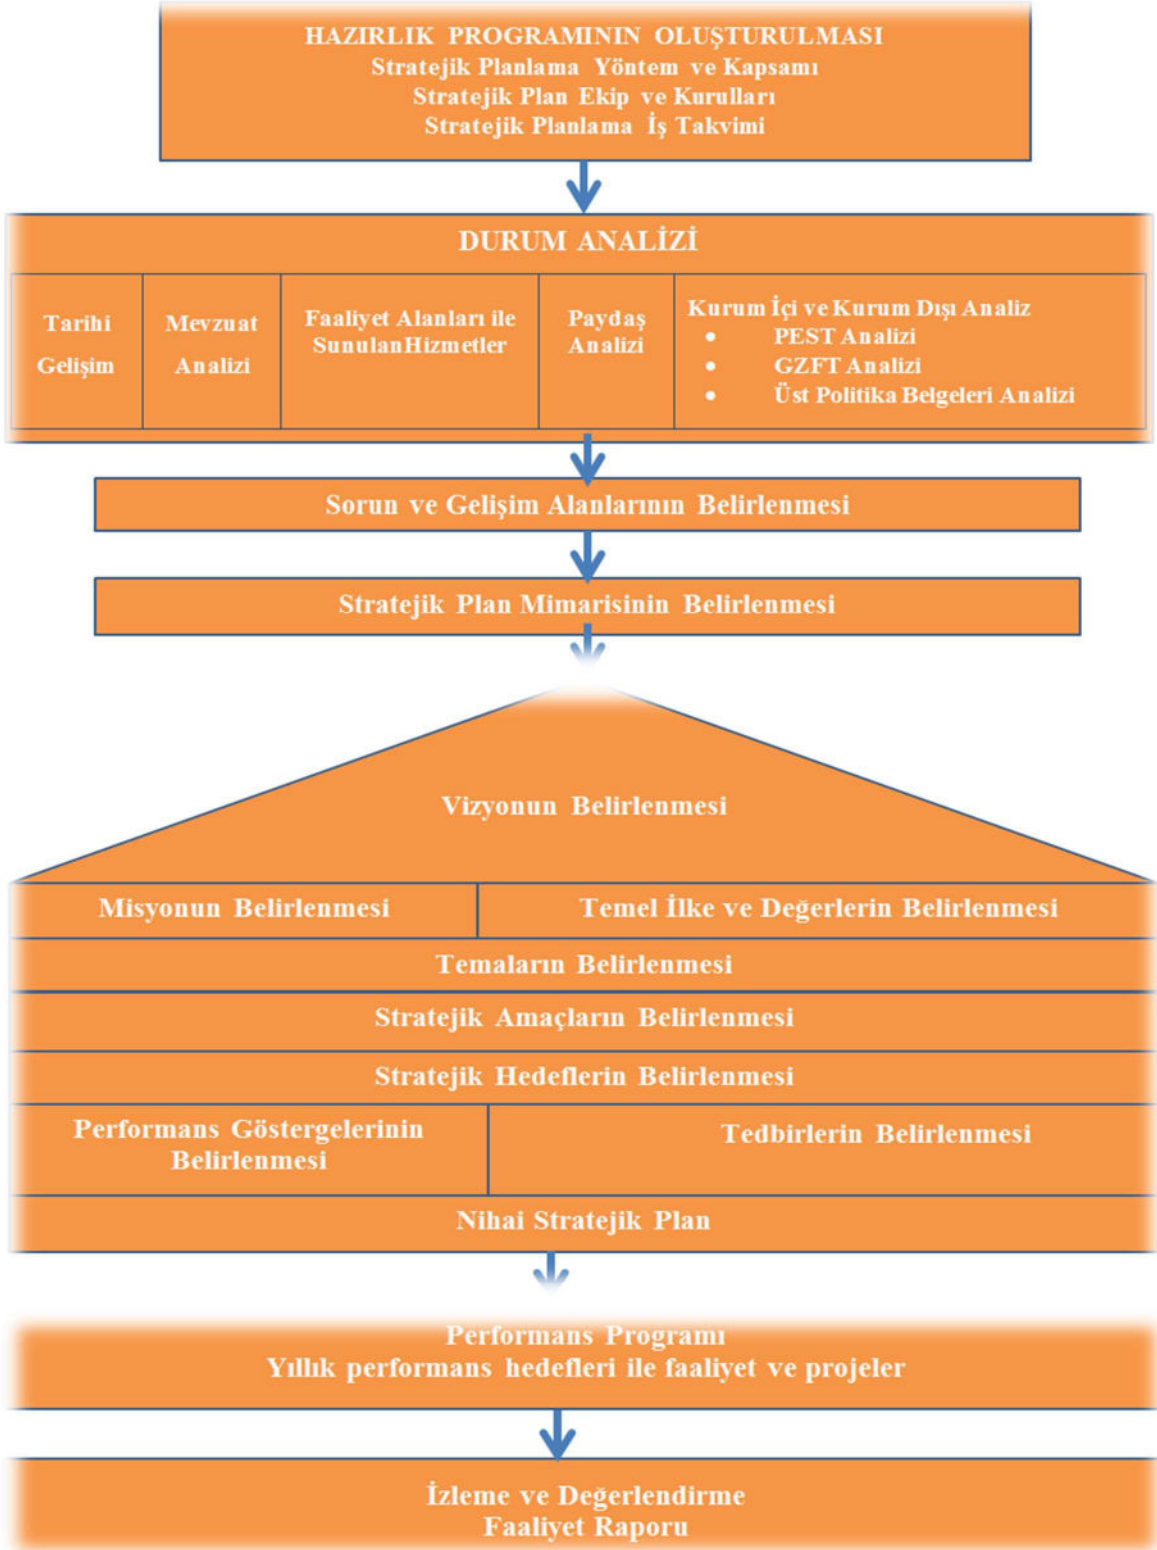 HAZIRLIK PROGRAMININ OLUŞTURULMASI
Stratejik Planlama Yöntem ve Kapsamı
Stratejik Plan Ekip ve Kurulları
Stratejik Planlama İş Takvimi
DURUM ANALİZİ
Tarihi
Gelişim
Mevzuat
Analizi
Faaliyet Alanları ile
SunulanHizmetler
Paydaş
Analizi
Kurum İçi ve Kurum Dışı Analiz
• PEST Analizi
• GZFT Analizi
• Üst Politika Belgeleri Analizi
Sorun ve Gelişim Alanlarının Belirlenmesi
Stratejik Plan Mimarisinin Belirlenmesi
Vizyonun Belirlenmesi
Misyonun Belirlenmesi
Temel İlke ve Değerlerin Belirlenmesi
Temaların Belirlenmesi
Stratejik Amaçların Belirlenmesi
Stratejik Hedeflerin Belirlenmesi
Performans Göstergelerinin
Belirlenmesi
Tedbirlerin Belirlenmesi
Nihai Stratejik Plan
Performans Programı
Yıllık performans hedefleri ile faaliyet ve projeler
İzleme ve Değerlendirme
Faaliyet Raporu